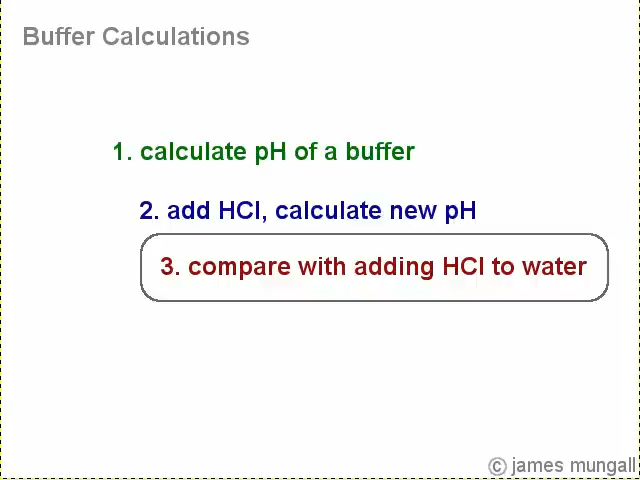 Buffer Calculations
1. calculate pH of a buffer
2. add HCl, calculate new pH
3. compare with adding HCl to water
© james mungall